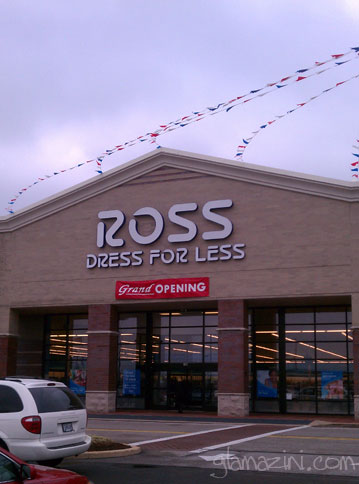 ROSS
DRESS FOR LESS
Grand OPENING
glamazini.com